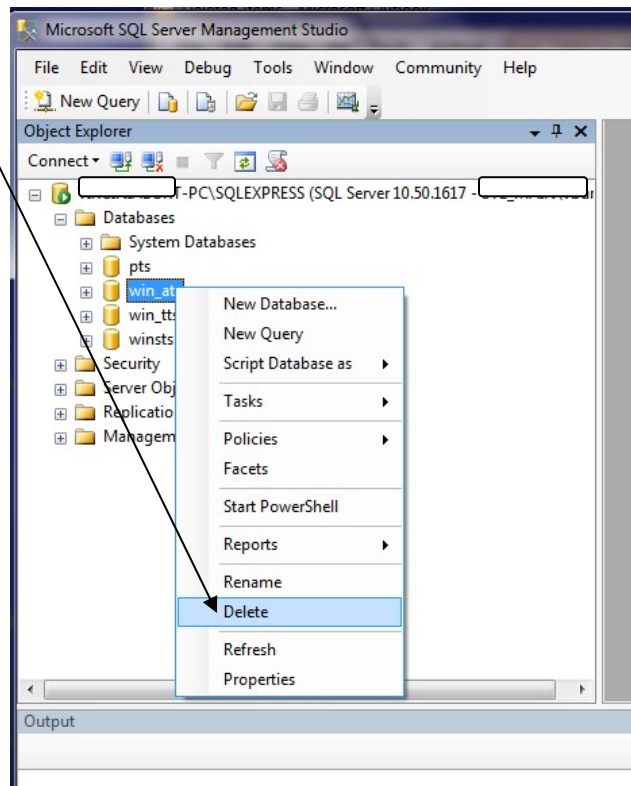 Microsoft SQL Server Management Studio
File Edit View Debug Tools Window Community Help
New Query
Object Explorer
Connect
-PC\SQLEXPRESS (SQL Server 10.50.1617 -
Databases
System Databases
pts
win_at
win_tts
winsts
Security
Server Obj
Replicatio
Managem
New Database...
New Query
Script Database as
Tasks
Policies
Facets
Start PowerShell
Reports
Rename
Delete
Refresh
Properties
Output